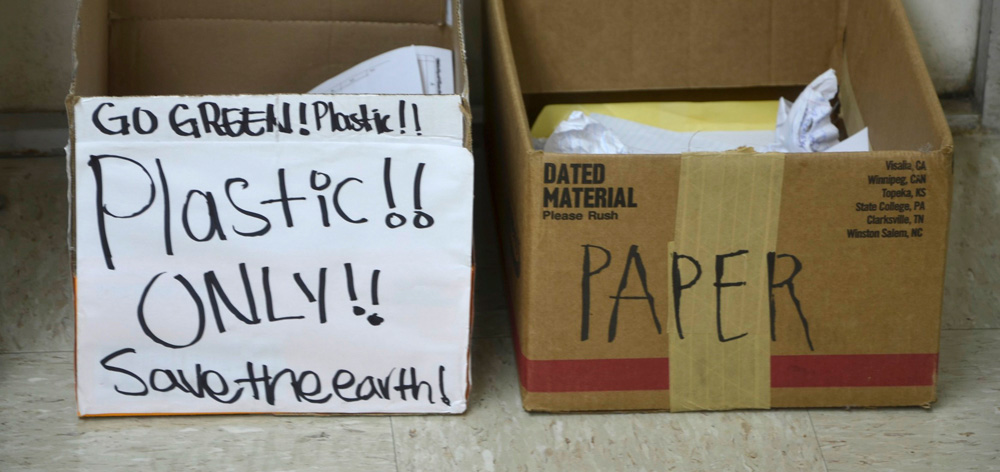 GO GREEN! Plastic!!
Plastic!!
ONLY!!
Save the earth!
DATED
MATERIAL
Please Rush
Visalia, CA
Winnipeg, CAN
Topeka, KS
State College, PA
Clarksville, TN
Winston Salem, NC
PAPER